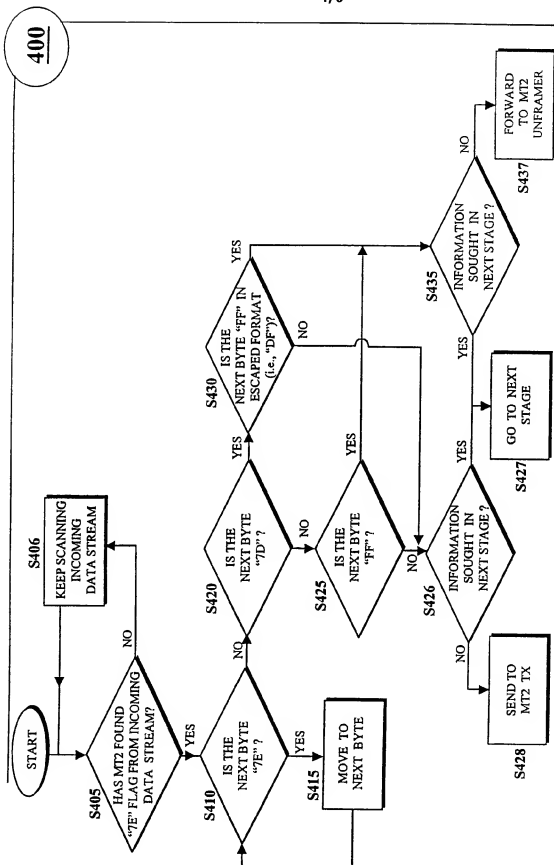 400
START
S406
KEEP SCANNING
INCOMING
DATA STREAM
S405
HAS MT2 FOUND
"7E" FLAG FROM INCOMING
DATA STREAM?
NO
YES
S410
IS THE
NEXT BYTE
"7E" ?
NO
YES
S415
MOVE TO
NEXT BYTE
S420
IS THE
NEXT BYTE
"7D" ?
YES
NO
S430
IS THE
NEXT BYTE "FF" IN
ESCAPED FORMAT
(i.e., "DF")?
YES
NO
S425
IS THE
NEXT BYTE
"FF" ?
YES
NO
S426
INFORMATION
SOUGHT IN
NEXT STAGE ?
NO
YES
S428
SEND TO
MT2 TX
S427
GO TO NEXT
STAGE
S435
INFORMATION
SOUGHT IN
NEXT STAGE ?
YES
NO
S437
FORWARD
TO MT2
UNFRAMER